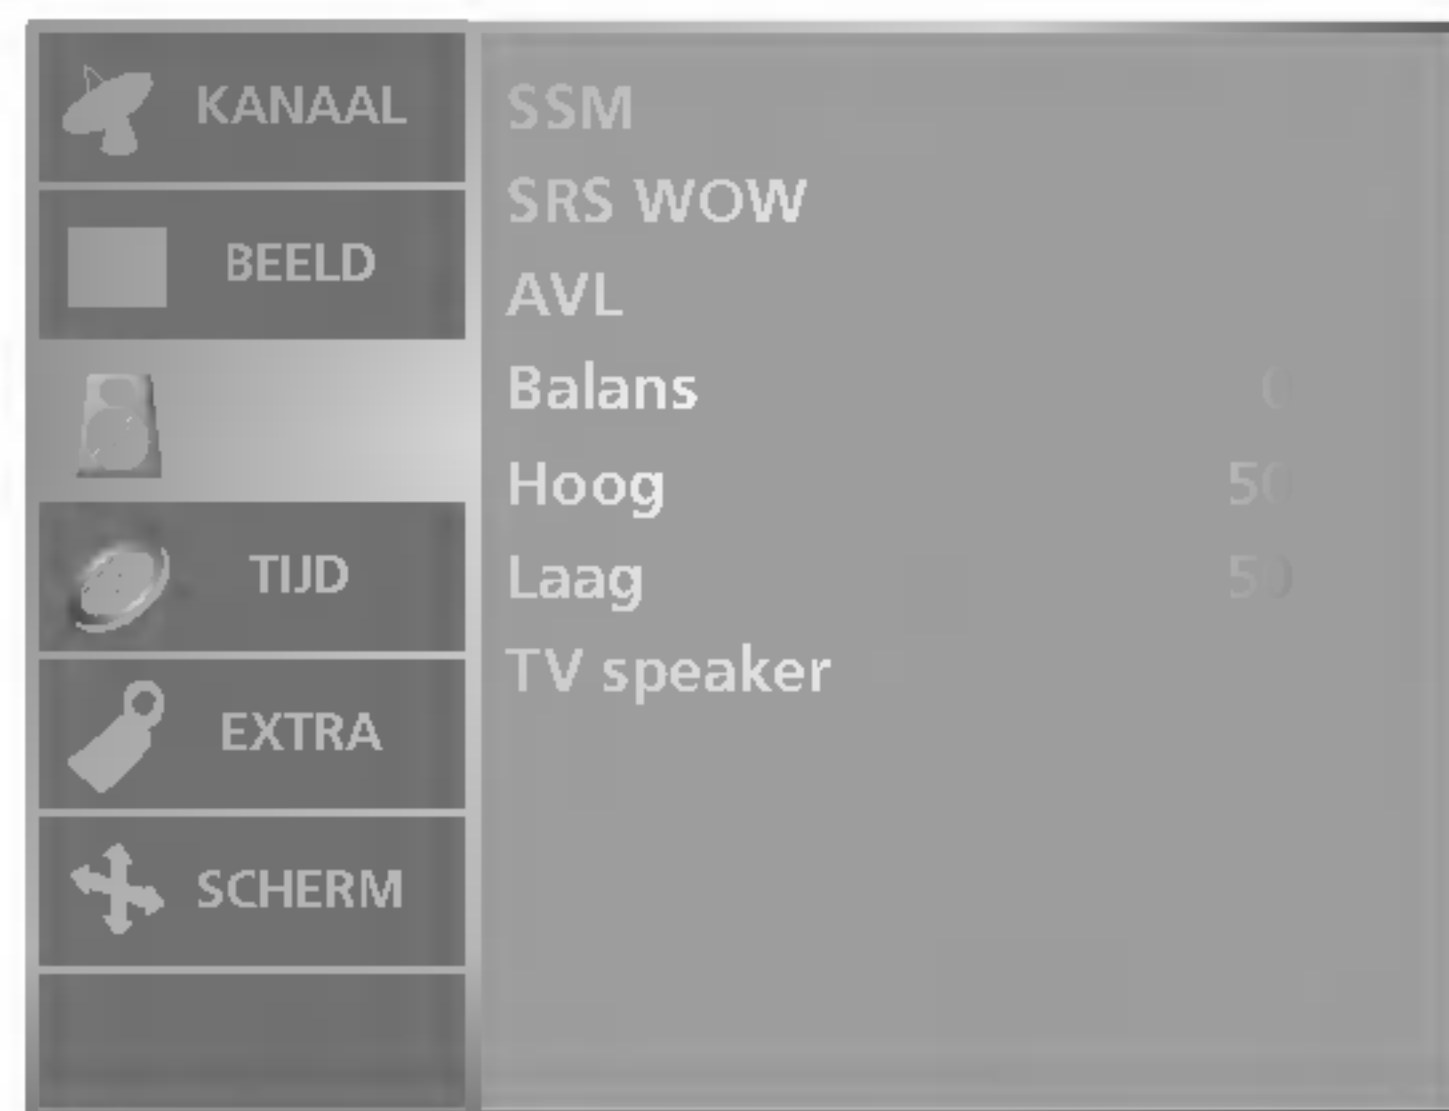 KANAAL
BEELD
TIJD
EXTRA
SCHERM
SSM
SRS WOW
AVL
Balans 0
Hoog 50
Laag 50
TV speaker